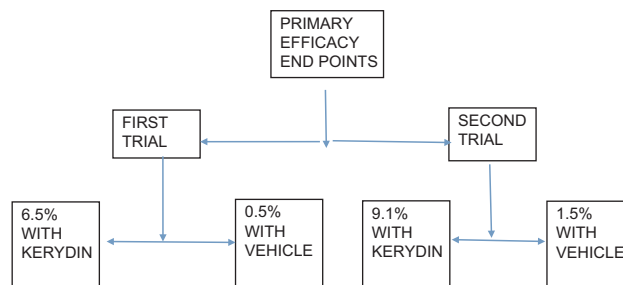 PRIMARY
EFFICACY
END POINTS
FIRST
TRIAL
SECOND
TRIAL
6.5%
WITH
KERYDIN
0.5%
WITH
VEHICLE
9.1%
WITH
KERYDIN
1.5%
WITH
VEHICLE